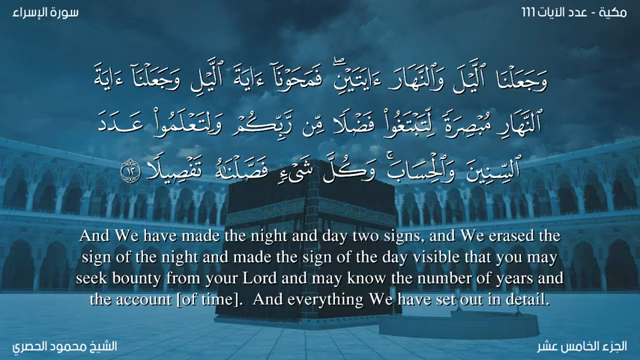 مكية - عدد الآيات 111
سورة الإسراء
وَجَعَلْنَا ٱلَّيْلَ وَٱلنَّهَارَ ءَايَتَيْنِ ۖ فَمَحَوْنَآ ءَايَةَ ٱلَّيْلِ وَجَعَلْنَآ ءَايَةَ
ٱلنَّهَارِ مُبْصِرَةً لِّتَبْتَغُوا۟ فَضْلًا مِّن رَّبِّكُمْ وَلِتَعْلَمُوا۟ عَدَدَ
ٱلسِّنِينَ وَٱلْحِسَابَ ۚ وَكُلَّ شَىْءٍ فَصَّلْنَـٰهُ تَفْصِيلًا ١٢
And We have made the night and day two signs, and We erased the
sign of the night and made the sign of the day visible that you may
seek bounty from your Lord and may know the number of years and
the account [of time].  And everything We have set out in detail.
الجزء الخامس عشر
الشيخ محمود الحصري